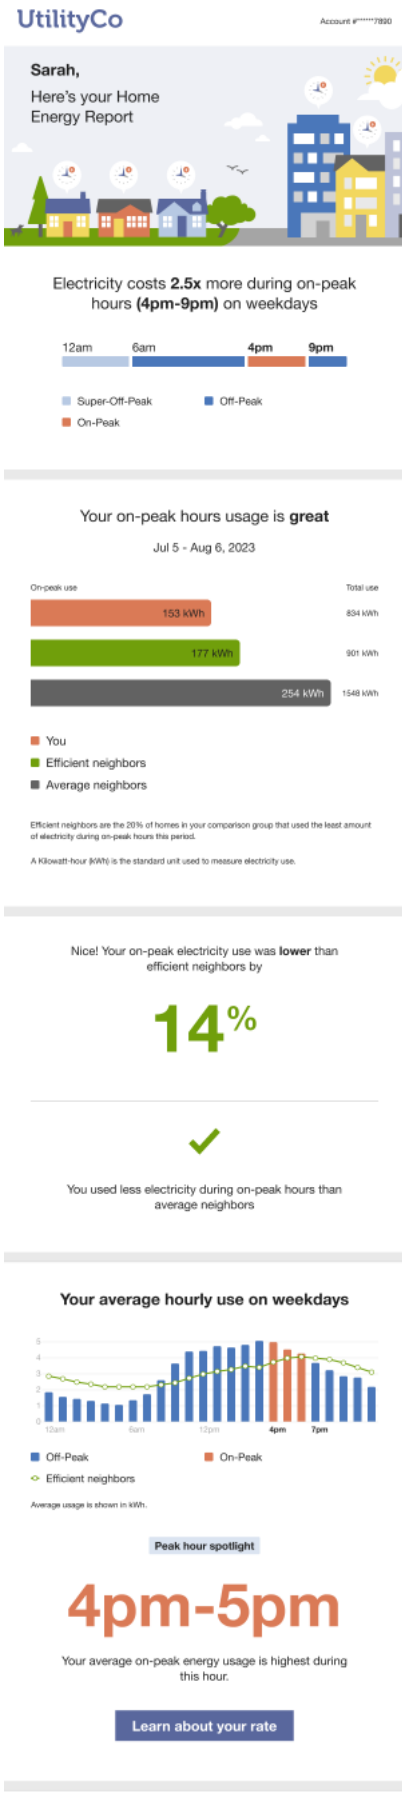 UtilityCo
Account #******7890
Sarah,
Here's your Home
Energy Report
Electricity costs 2.5x more during on-peak
hours (4pm-9pm) on weekdays
12am 6am 4pm 9pm
Super-Off-Peak Off-Peak
On-Peak
Your on-peak hours usage is great
Jul 5 - Aug 6, 2023
On-peak use Total use
153 kWh 834 kWh
177 kWh 901 kWh
254 kWh 1548 kWh
You
Efficient neighbors
Average neighbors
Efficient neighbors are the 20% of homes in your comparison group that used the least amount
of electricity during on-peak hours this period.
A Kilowatt-hour (kWh) is the standard unit used to measure electricity use.
Nice! Your on-peak electricity use was lower than
efficient neighbors by
14%
You used less electricity during on-peak hours than
average neighbors
Your average hourly use on weekdays
5
4
3
2
1
0
12am 6am 12pm 4pm 7pm
Off-Peak On-Peak
Efficient neighbors
Average usage is shown in kWh.
Peak hour spotlight
4pm-5pm
Your average on-peak energy usage is highest during
this hour.
Learn about your rate